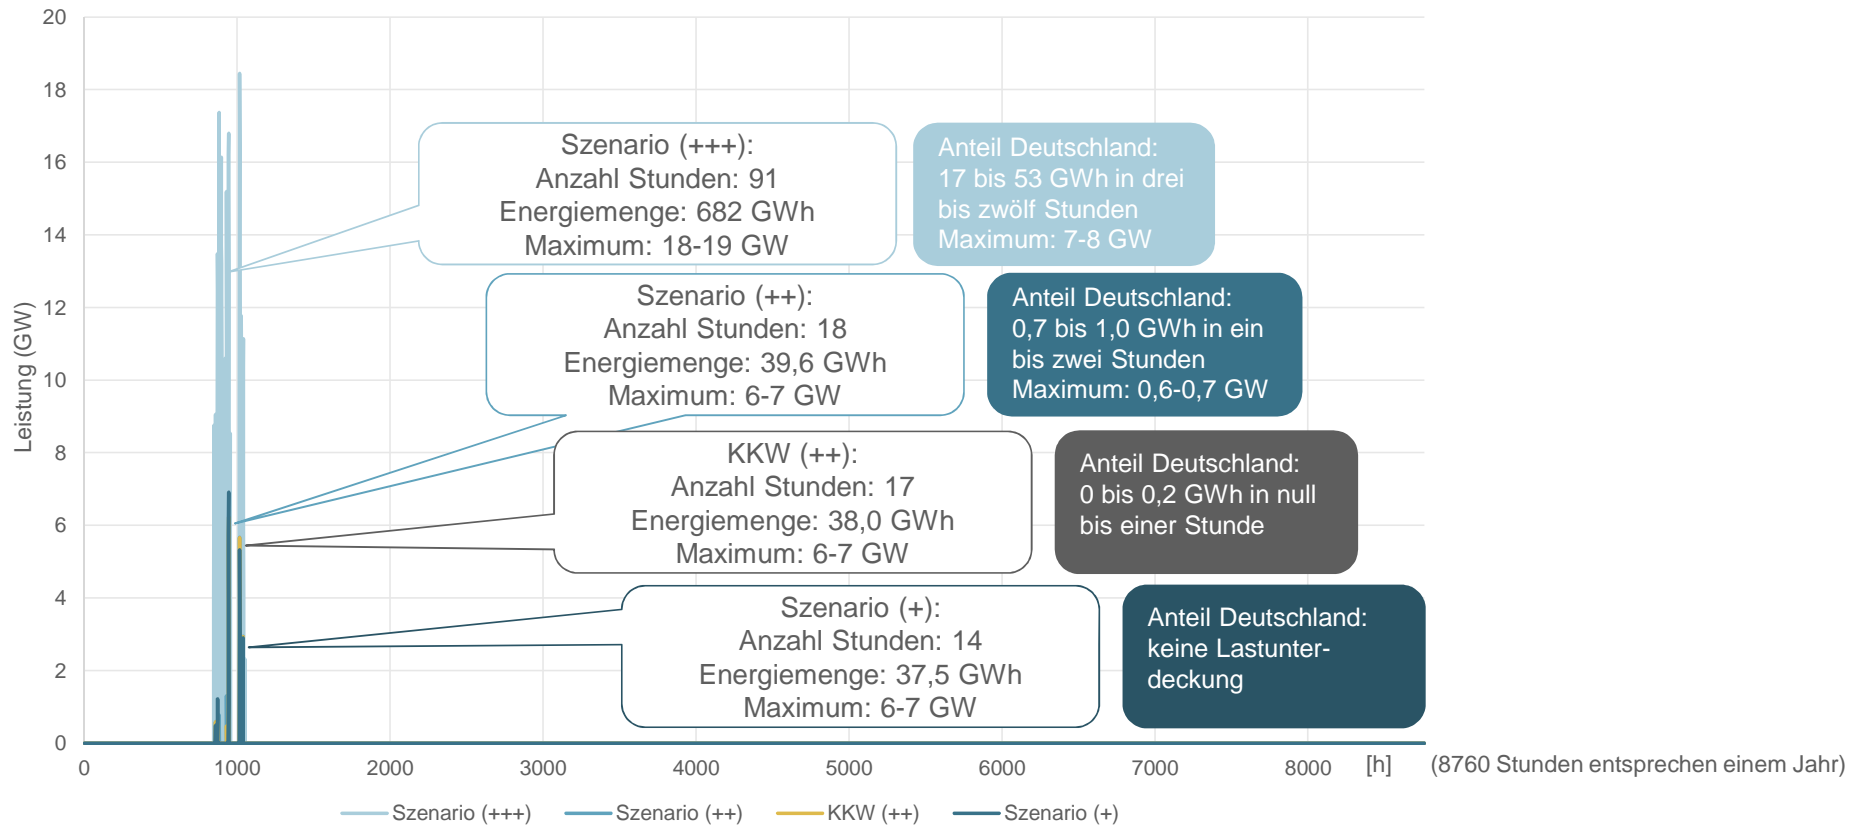 20
18
16
14
12
10
8
6
4
2
0
Leistung (GW)
Szenario (+++):
Anzahl Stunden: 91
Energiemenge: 682 GWh
Maximum: 18-19 GW
Anteil Deutschland:
17 bis 53 GWh in drei
bis zwölf Stunden
Maximum: 7-8 GW
Szenario (++):
Anzahl Stunden: 18
Energiemenge: 39,6 GWh
Maximum: 6-7 GW
Anteil Deutschland:
0,7 bis 1,0 GWh in ein
bis zwei Stunden
Maximum: 0,6-0,7 GW
KKW (++):
Anzahl Stunden: 17
Energiemenge: 38,0 GWh
Maximum: 6-7 GW
Anteil Deutschland:
0 bis 0,2 GWh in null
bis einer Stunde
Szenario (+):
Anzahl Stunden: 14
Energiemenge: 37,5 GWh
Maximum: 6-7 GW
Anteil Deutschland:
keine Lastunter-
deckung
0 1000 2000 3000 4000 5000 6000 7000 8000 [h] (8760 Stunden entsprechen einem Jahr)
Szenario (+++) Szenario (++) KKW (++) Szenario (+)